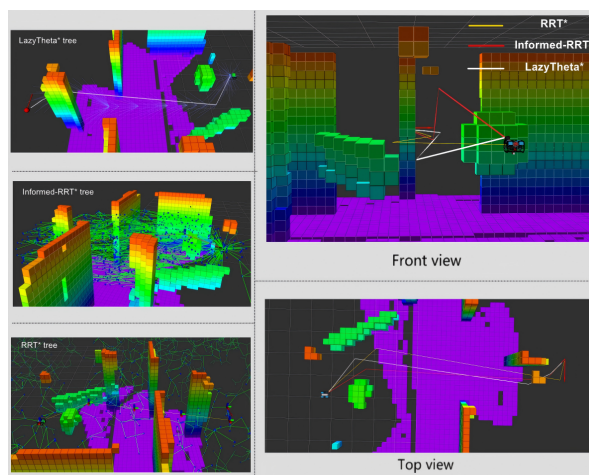 LazyTheta* tree
Informed-RRT* tree
RRT* tree
RRT*
Informed-RRT
LazyTheta*
Front view
Top view